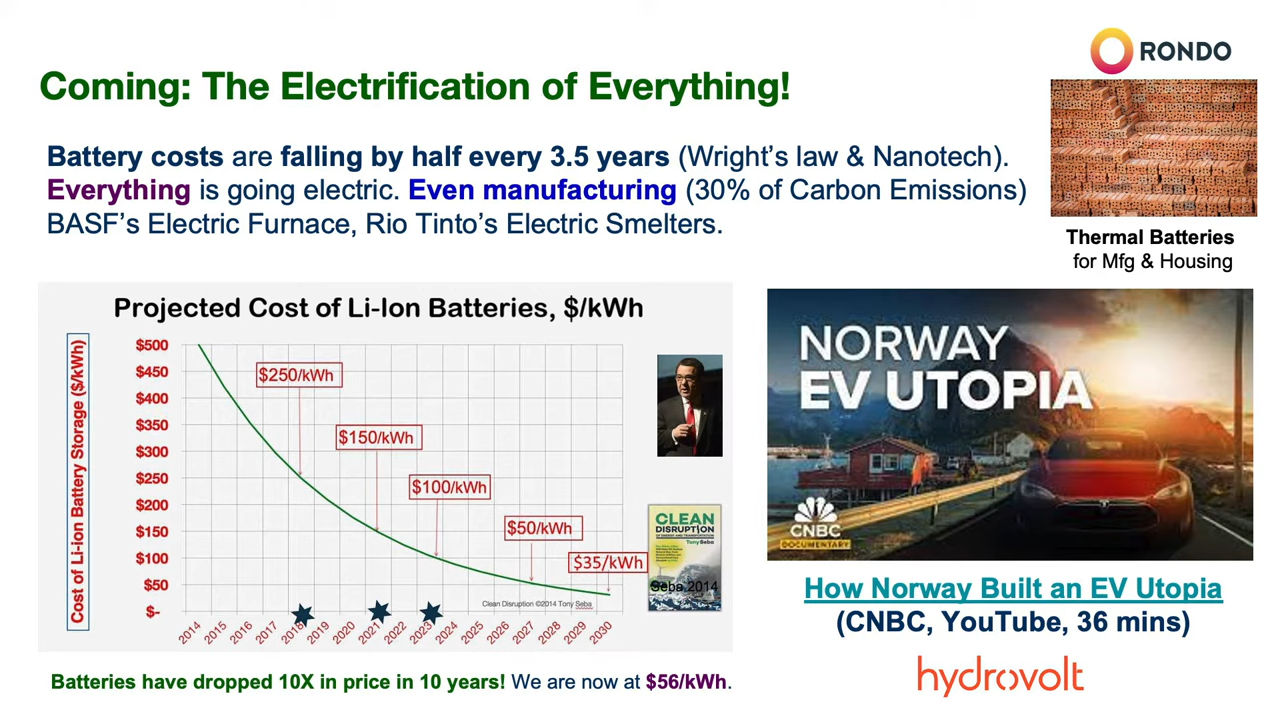 RONDO
Coming: The Electrification of Everything!
Battery costs are falling by half every 3.5 years (Wright's law & Nanotech).
Everything is going electric. Even manufacturing (30% of Carbon Emissions)
BASF's Electric Furnace, Rio Tinto's Electric Smelters.
Thermal Batteries
for Mfg & Housing
Projected Cost of Li-Ion Batteries, $/kWh
Cost of Li-ion Battery Storage ($/kWh)
$500
$450
$400
$350
$300
$250
$200
$150
$100
$50
$-
$250/kWh
$150/kWh
$100/kWh
$50/kWh
$35/kWh
Clean Disruption ©2014 Tony Seba
2014 2015 2016 2017 2018 2019 2020 2021 2022 2023 2024 2025 2026 2027 2028 2029 2030
CLEAN
DISRUPTION
OF ENERGY AND TRANSPORTATION
Tony Seba
Seba 2014
NORWAY
EV UTOPIA
CNBC
DOCUMENTARY
How Norway Built an EV Utopia
(CNBC, YouTube, 36 mins)
hydrovolt
Batteries have dropped 10X in price in 10 years! We are now at $56/kWh.